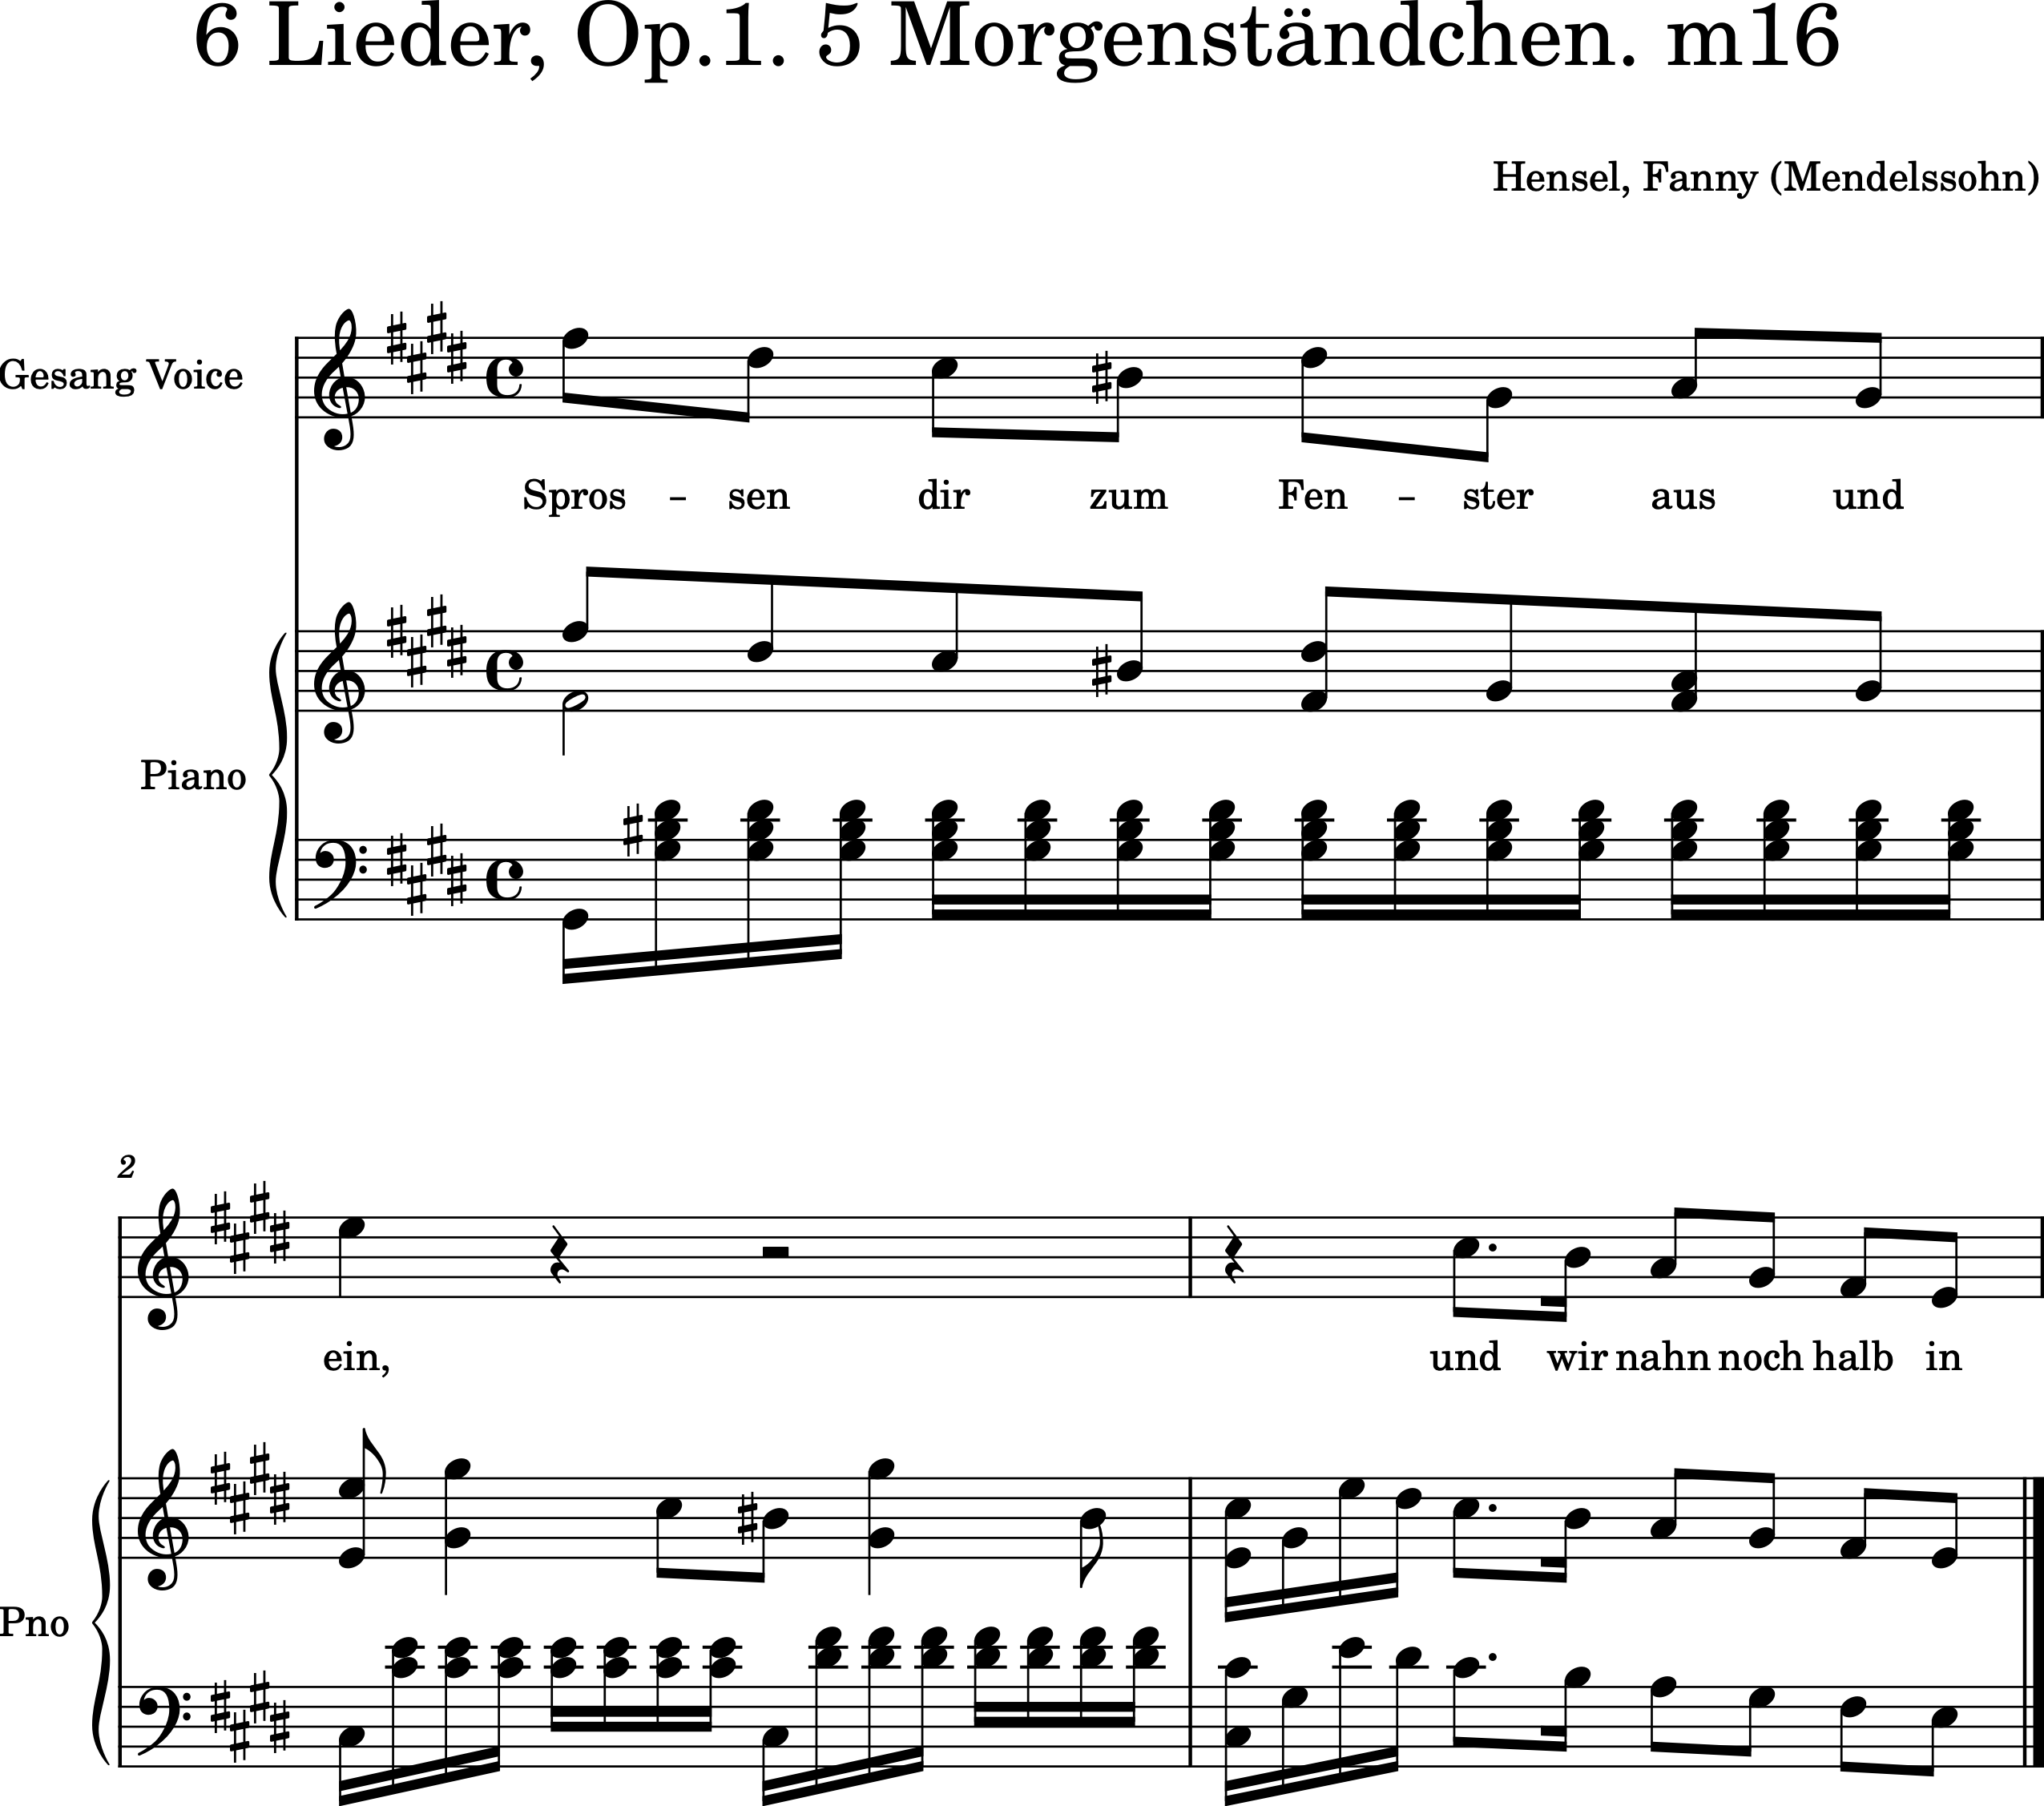 6 Lieder, Op.1. 5 Morgenständchen. m16
Hensel, Fanny (Mendelssohn)
Gesang Voice
Spros – sen dir zum Fen – ster aus und
Piano
2
ein, und wir nahn noch halb in
Pno